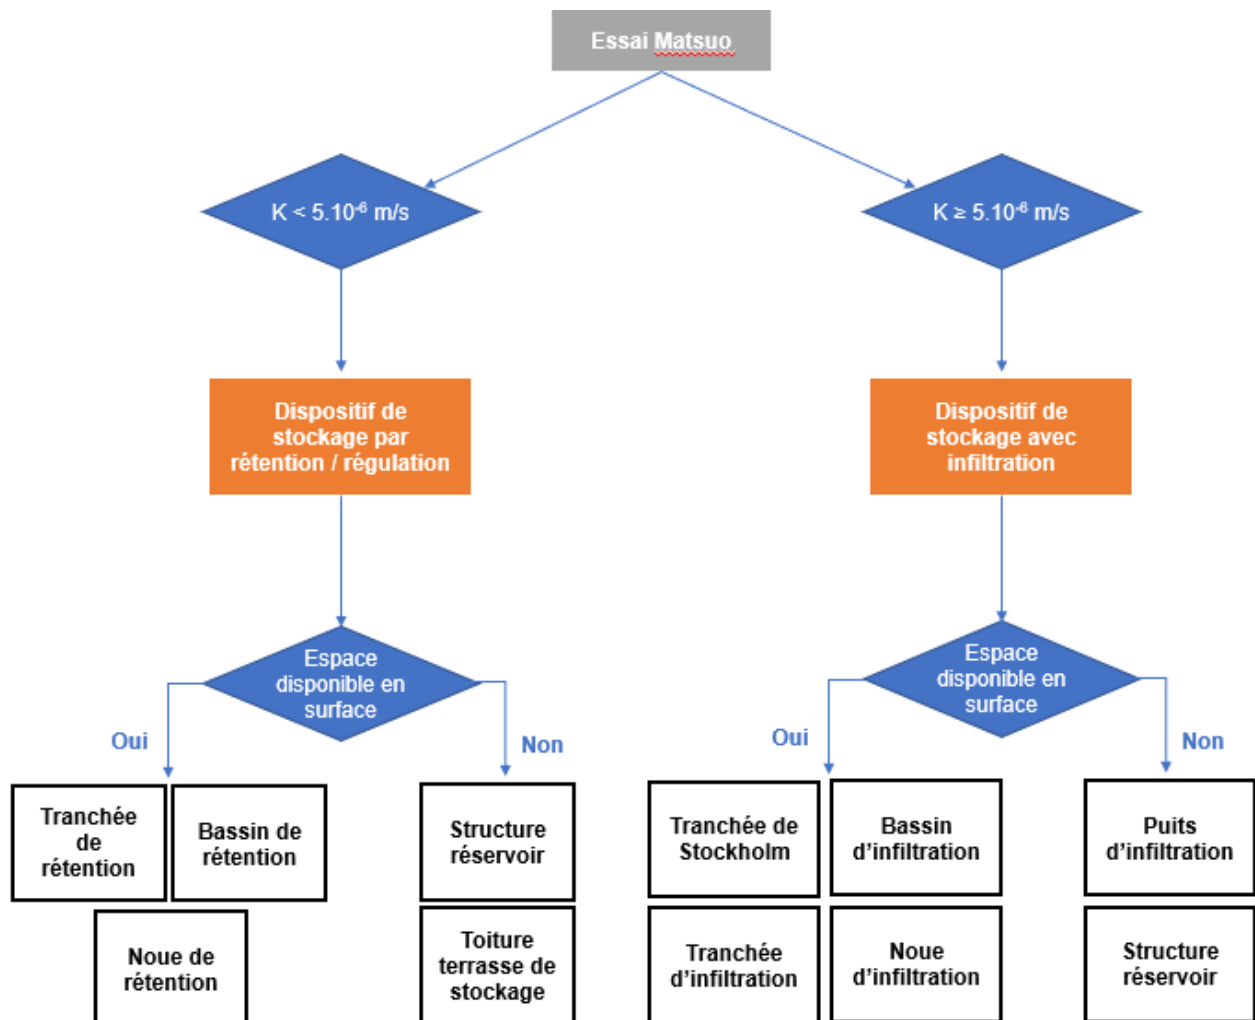 Essai Matsuo
K < 5.10⁻⁶ m/s
K ≥ 5.10⁻⁶ m/s
Dispositif de
stockage par
rétention / régulation
Dispositif de
stockage avec
infiltration
Espace
disponible en
surface
Espace
disponible en
surface
Oui
Non
Oui
Non
Tranchée
de
rétention
Bassin de
rétention
Structure
réservoir
Tranchée de
Stockholm
Bassin
d’infiltration
Puits
d’infiltration
Noue de
rétention
Toiture
terrasse de
stockage
Tranchée
d’infiltration
Noue
d’infiltration
Structure
réservoir